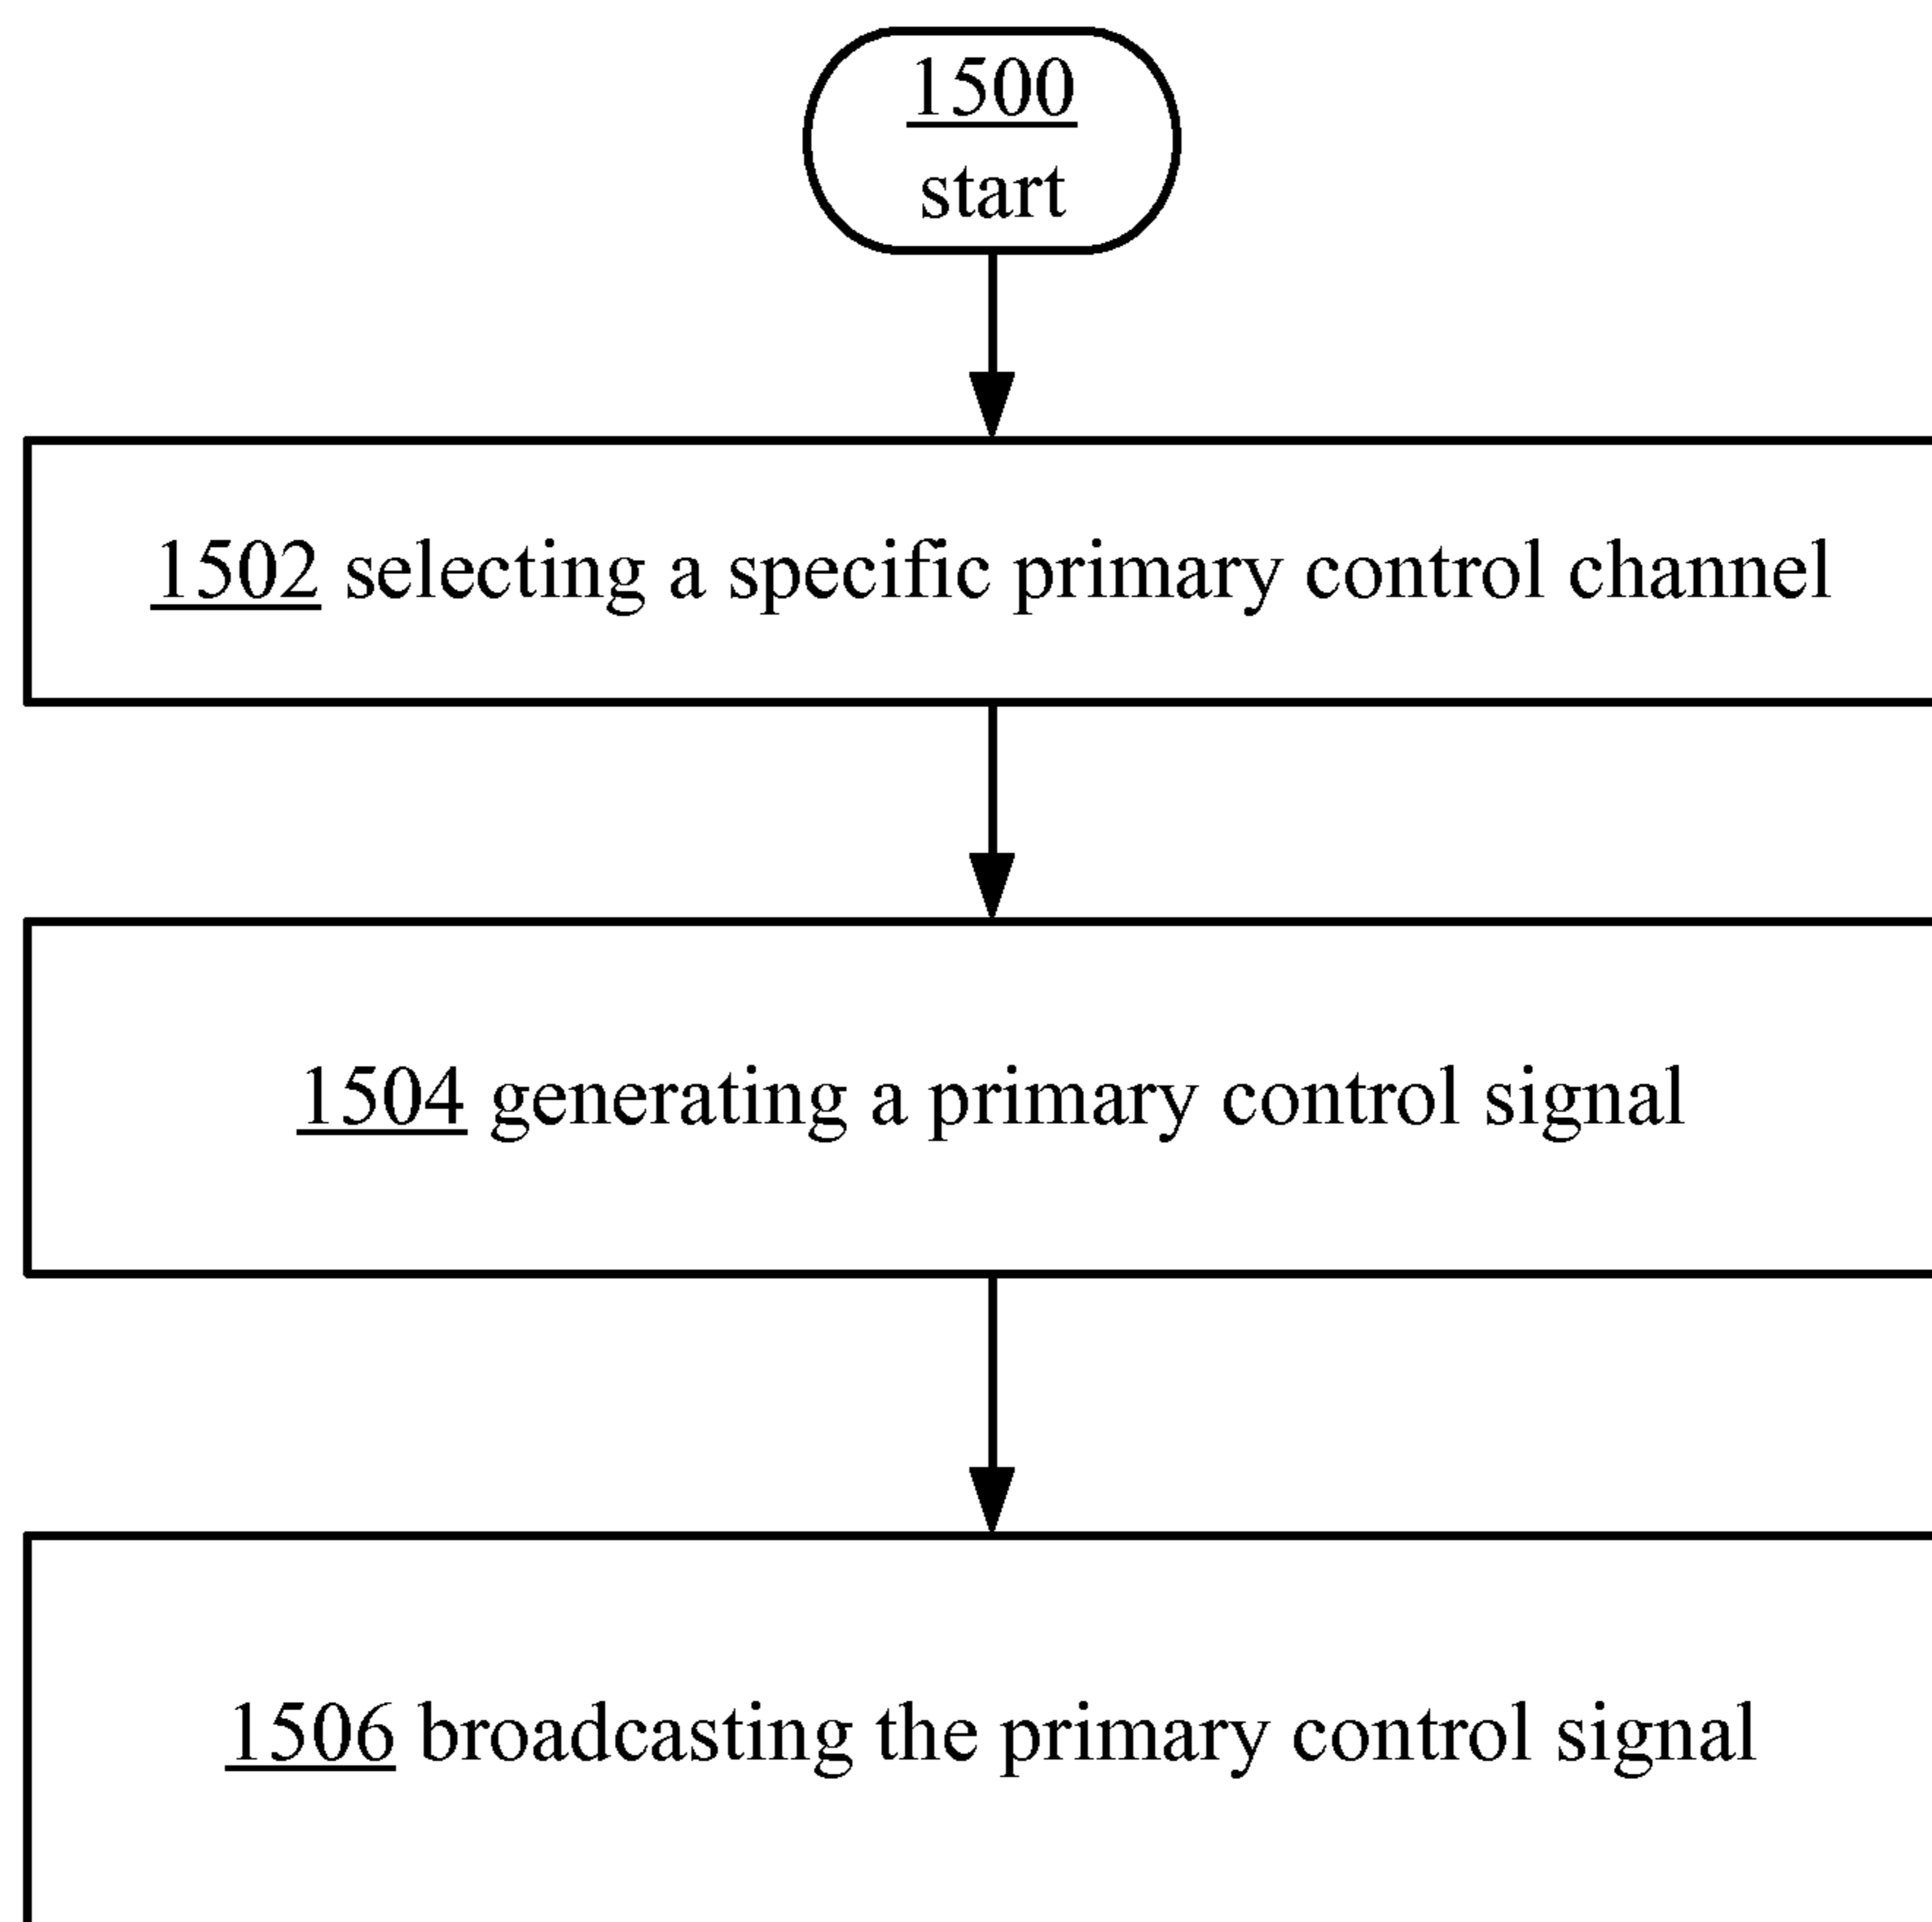 1500
start
1502 selecting a specific primary control channel
1504 generating a primary control signal
1506 broadcasting the primary control signal